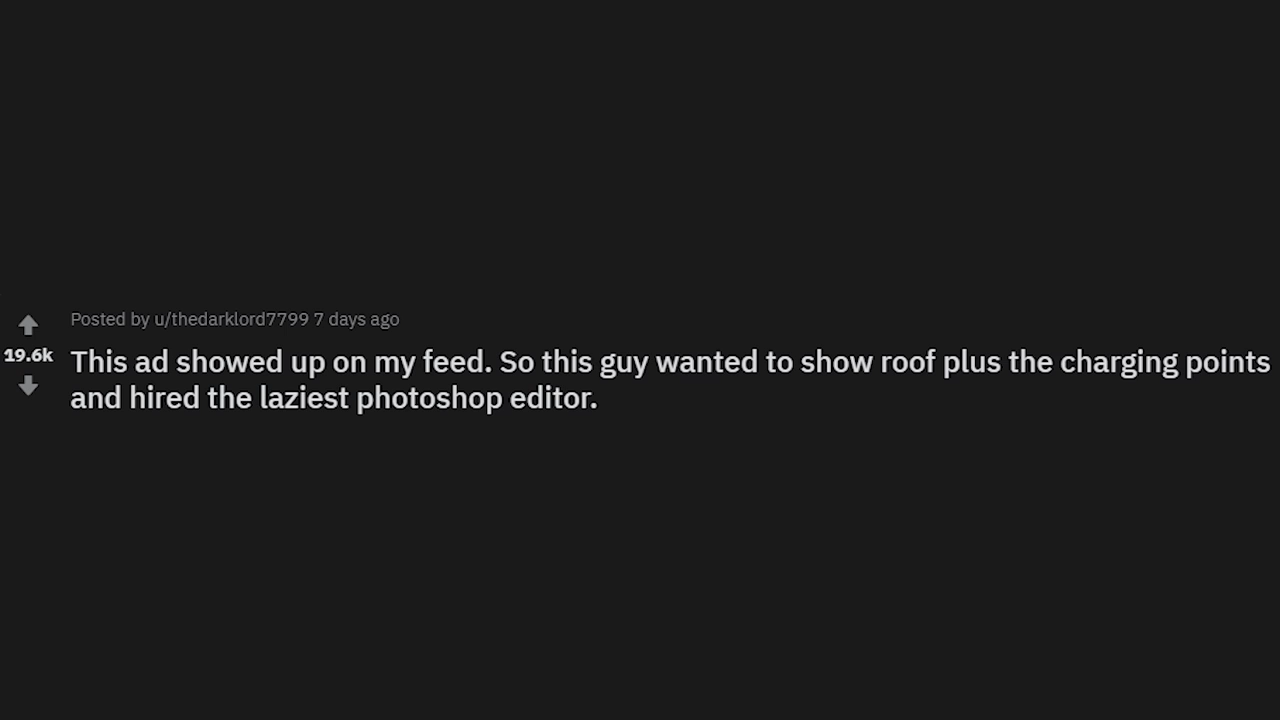 Posted by u/thedarklord7799 7 days ago
19.6k
This ad showed up on my feed. So this guy wanted to show roof plus the charging points
and hired the laziest photoshop editor.